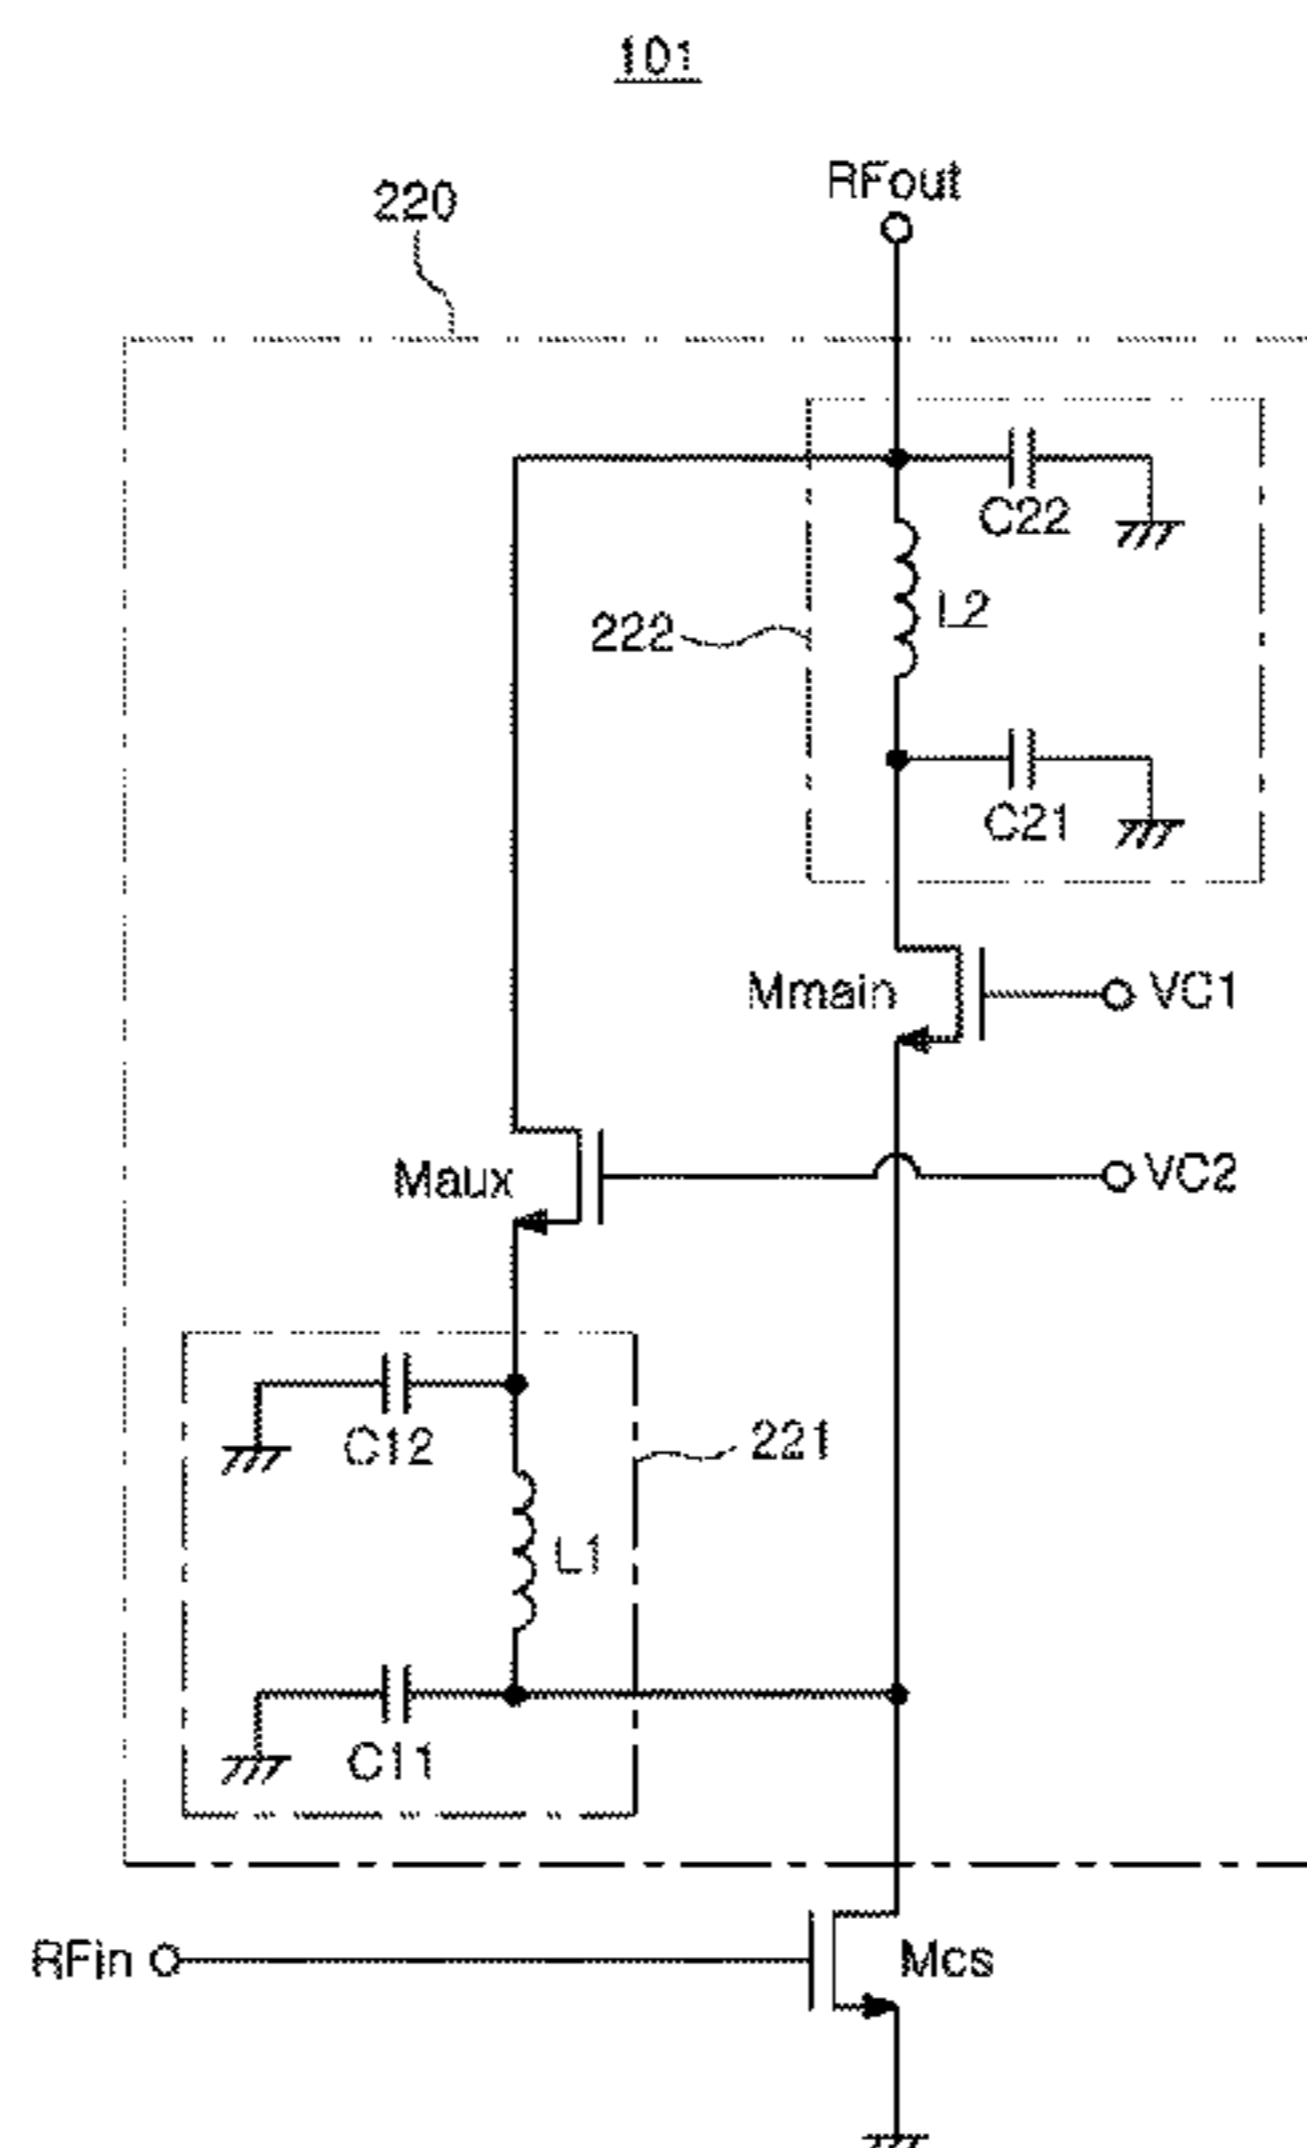 101
RFout
220
C22
L2
222
C21
Mmain
VC1
Maux
VC2
C12
221
L1
C11
RFin
Mcs